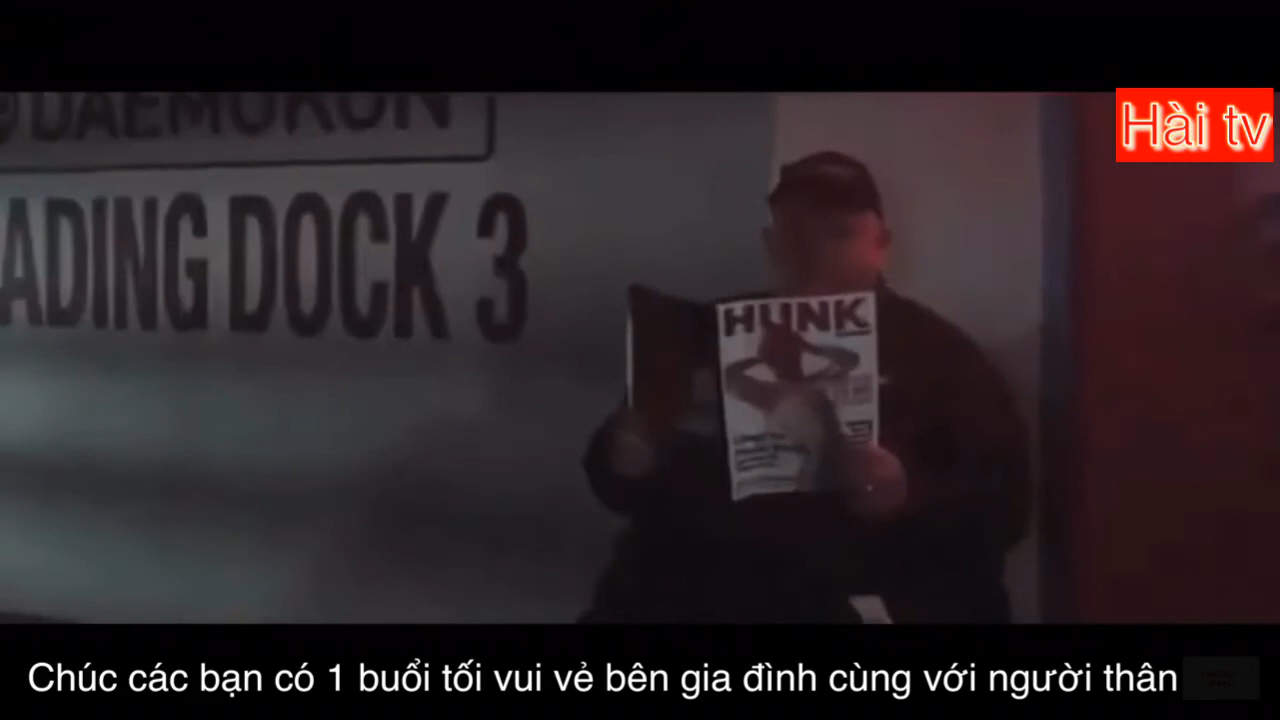 DAEMORON
ADING DOCK 3
Hài tv
HUNK
Chúc các bạn có 1 buổi tối vui vẻ bên gia đình cùng với người thân